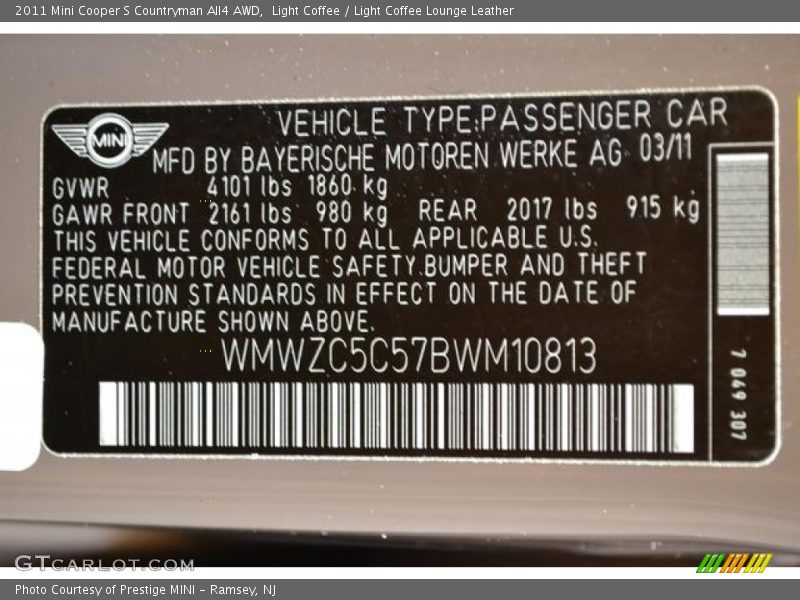 2011 Mini Cooper S Countryman All4 AWD,  Light Coffee / Light Coffee Lounge Leather
MINI
VEHICLE TYPE:PASSENGER CAR
MFD BY BAYERISCHE MOTOREN WERKE AG 03/11
GVWR 4101 lbs 1860 kg
GAWR FRONT 2161 lbs 980 kg REAR 2017 lbs 915 kg
THIS VEHICLE CONFORMS TO ALL APPLICABLE U.S.
FEDERAL MOTOR VEHICLE SAFETY.BUMPER AND THEFT
PREVENTION STANDARDS IN EFFECT ON THE DATE OF
MANUFACTURE SHOWN ABOVE.
WMWZC5C57BWM10813
7 049 307
GTCARLOT.COM
Photo Courtesy of Prestige MINI – Ramsey, NJ